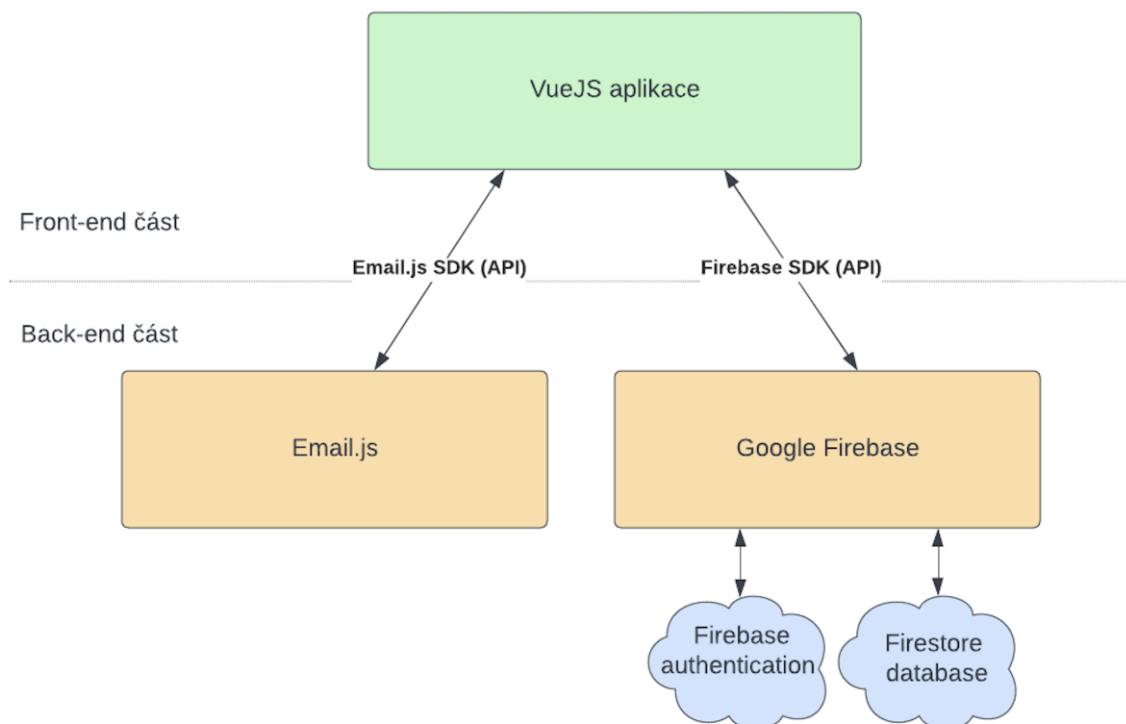 VueJS aplikace
Front-end část
Email.js SDK (API)
Firebase SDK (API)
Back-end část
Email.js
Google Firebase
Firebase
authentication
Firestore
database